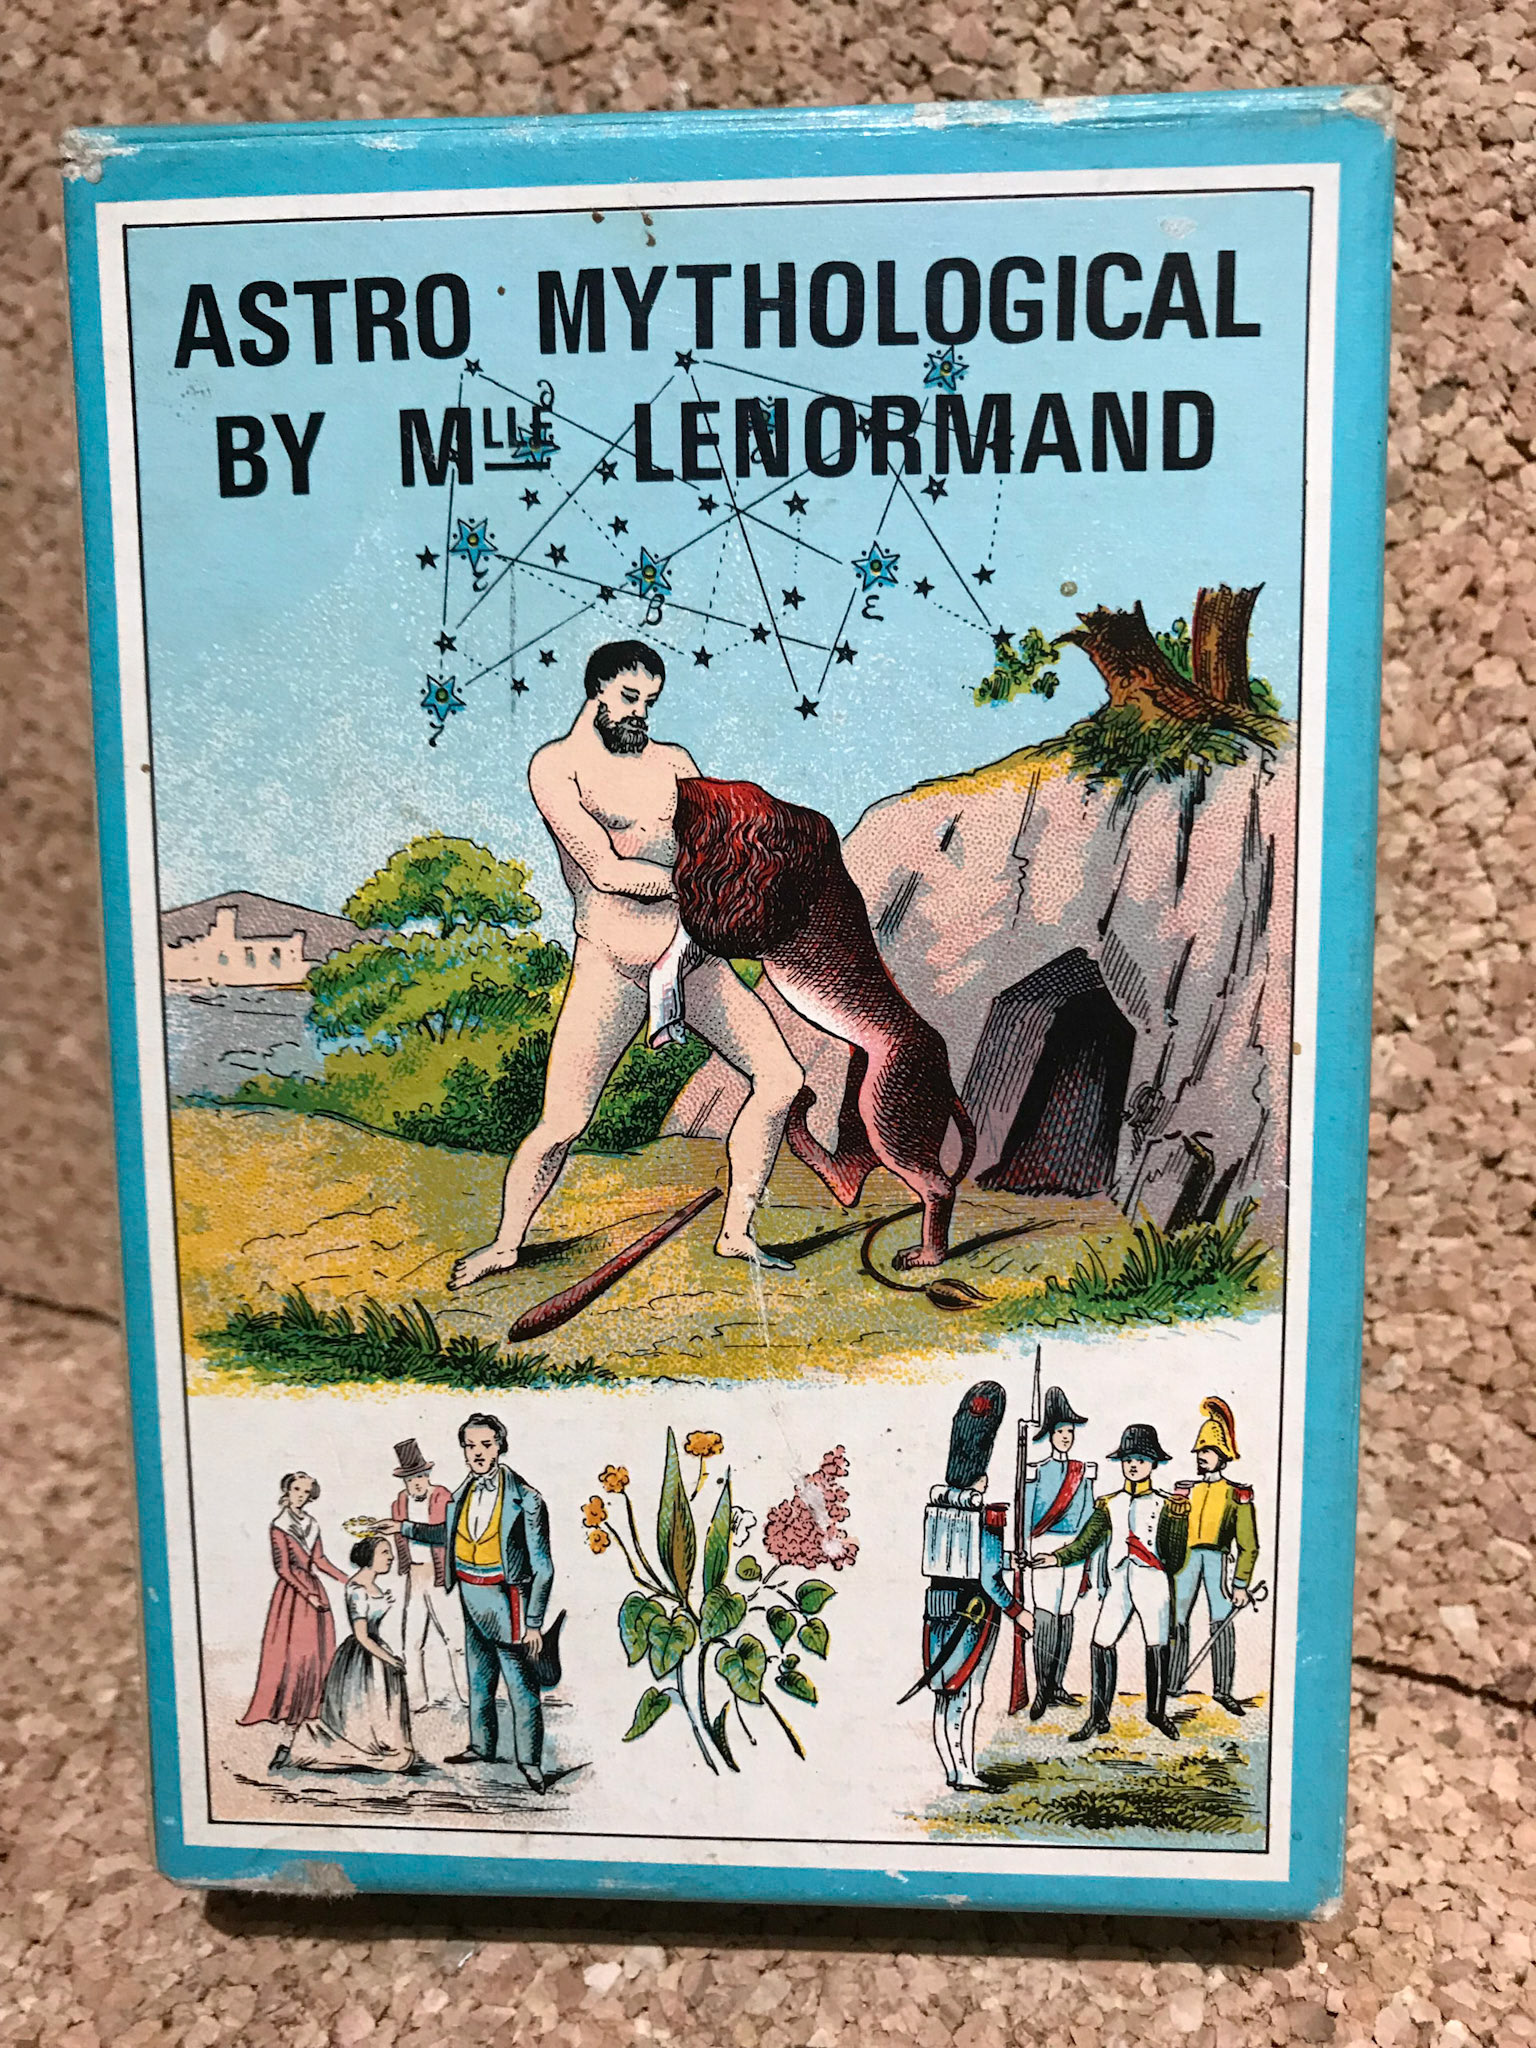 ASTRO MYTHOLOGICAL
BY MLLE LENORMAND
ε
β